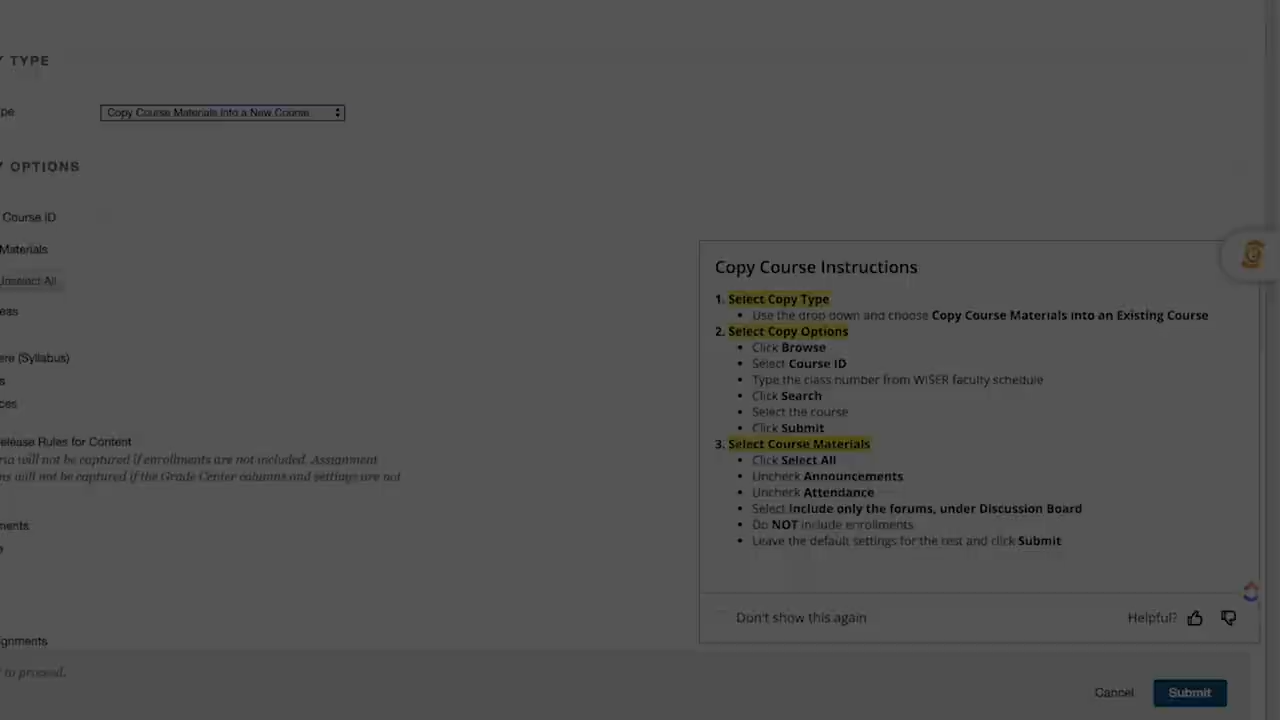 Y TYPE
pe
Copy Course Materials into a New Course
Y OPTIONS
Course ID
Materials
Unselect All
eas
ere (Syllabus)
s
ces
elease Rules for Content
ria will not be captured if enrollments are not included. Assignment
ns will not be captured if the Grade Center columns and settings are not
ments
e
gnments
to proceed.
Copy Course Instructions
1. Select Copy Type
• Use the drop down and choose Copy Course Materials into an Existing Course
2. Select Copy Options
• Click Browse
• Select Course ID
• Type the class number from WISER faculty schedule
• Click Search
• Select the course
• Click Submit
3. Select Course Materials
• Click Select All
• Uncheck Announcements
• Uncheck Attendance
• Select Include only the forums, under Discussion Board
• Do NOT include enrollments
• Leave the default settings for the rest and click Submit
Don't show this again
Helpful?
Cancel
Submit